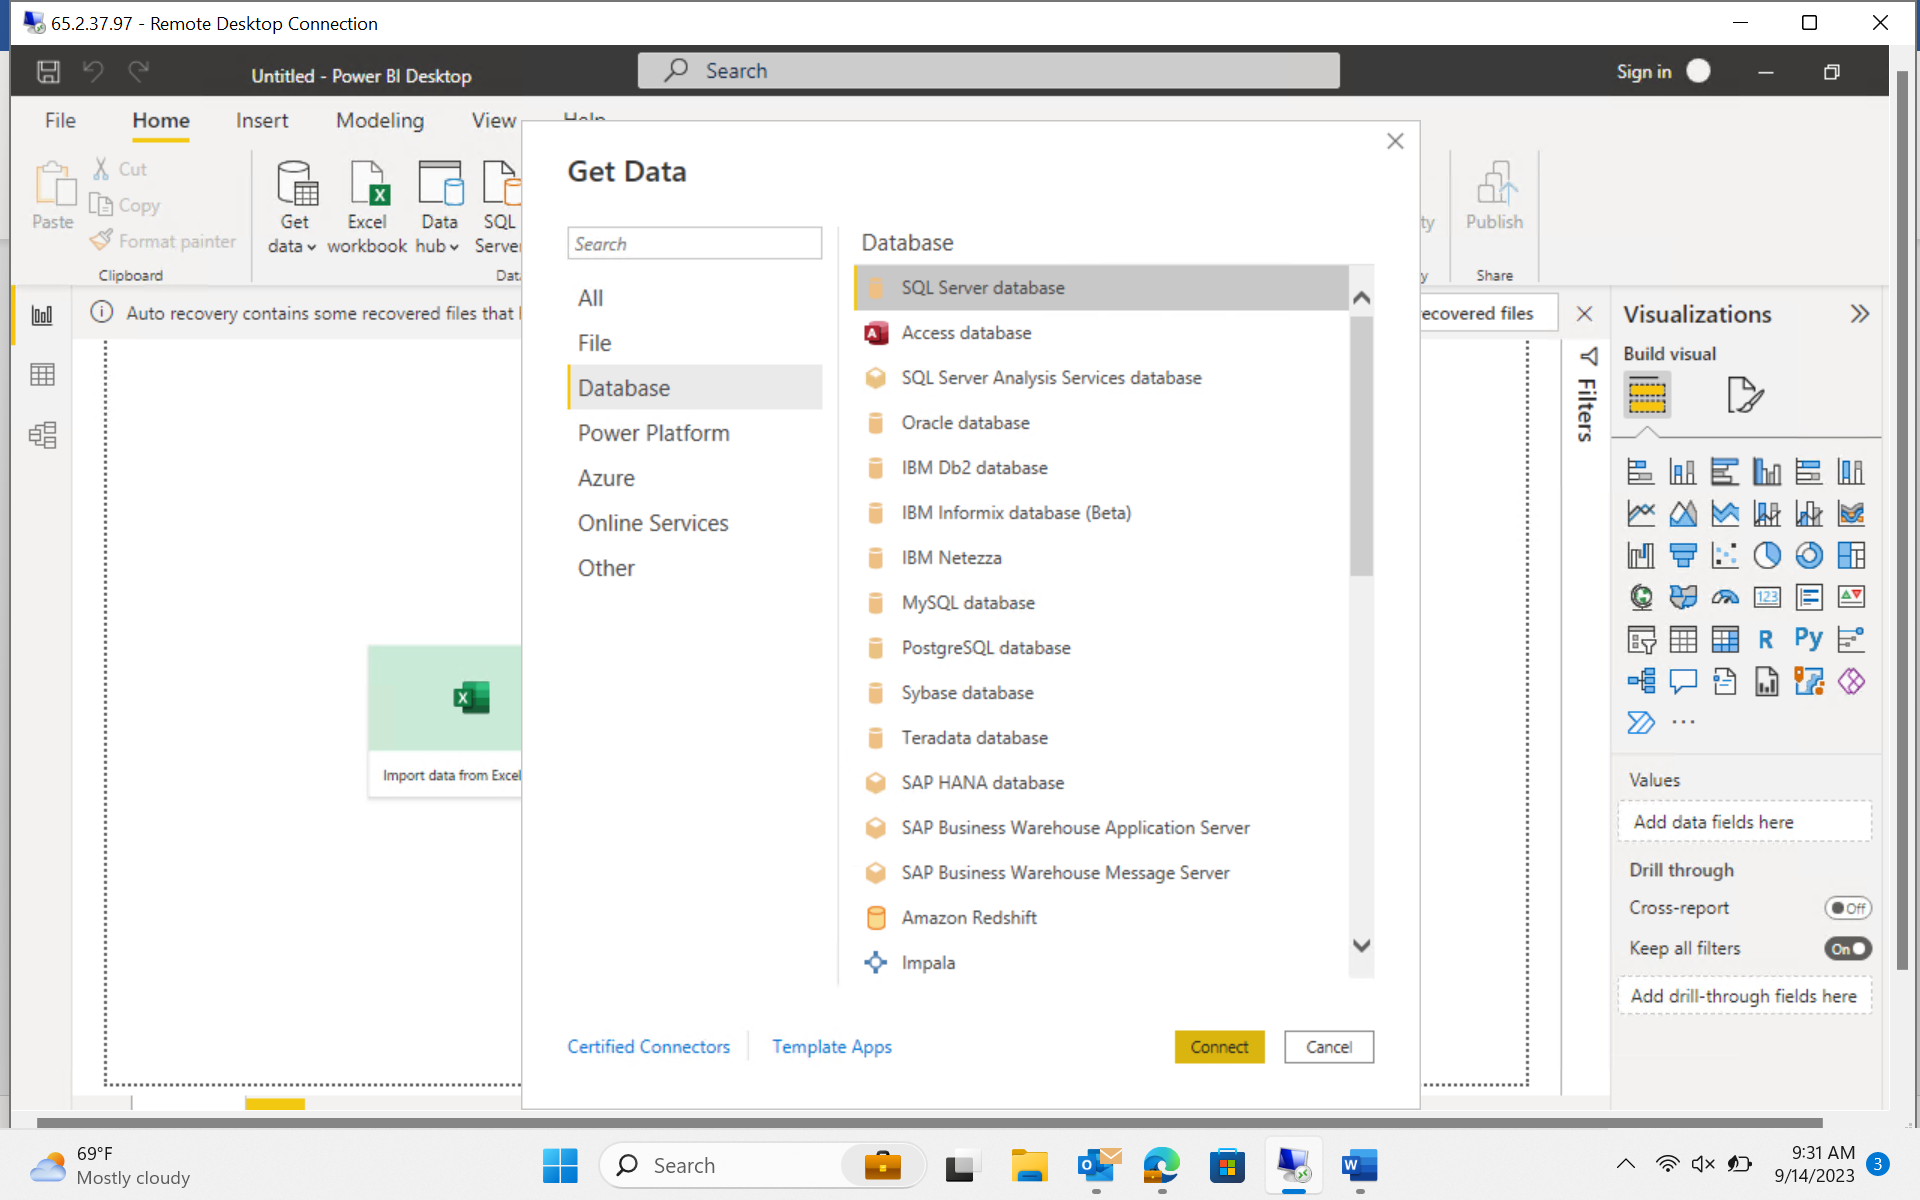 65.2.37.97 - Remote Desktop Connection
Untitled - Power BI Desktop
Search
Sign in
File
Home
Insert
Modeling
View
Help
Paste
Cut
Copy
Format painter
Clipboard
Get data
Excel workbook
Data hub
SQL Server
Dat
ty
y
Publish
Share
Auto recovery contains some recovered files that
ecovered files
Import data from Excel
Get Data
Search
All
File
Database
Power Platform
Azure
Online Services
Other
Database
SQL Server database
Access database
SQL Server Analysis Services database
Oracle database
IBM Db2 database
IBM Informix database (Beta)
IBM Netezza
MySQL database
PostgreSQL database
Sybase database
Teradata database
SAP HANA database
SAP Business Warehouse Application Server
SAP Business Warehouse Message Server
Amazon Redshift
Impala
Certified Connectors
Template Apps
Connect
Cancel
Filters
Visualizations
Build visual
123
R
Py
...
Values
Add data fields here
Drill through
Cross-report
Off
Keep all filters
On
Add drill-through fields here
69°F
Mostly cloudy
Search
9:31 AM
9/14/2023
3